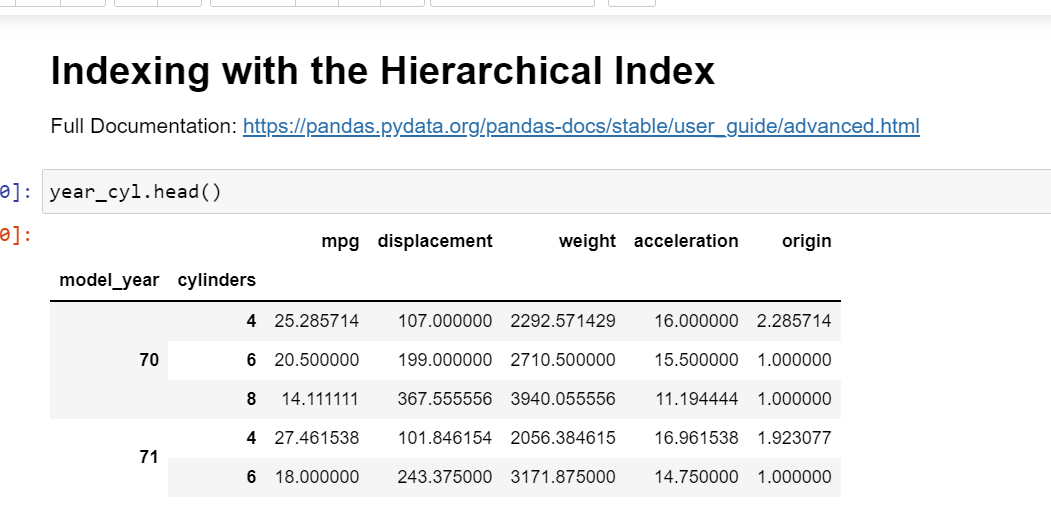 Indexing with the Hierarchical Index
Full Documentation: https://pandas.pydata.org/pandas-docs/stable/user_guide/advanced.html
0]: year_cyl.head()
0]:
mpg displacement weight acceleration origin
model_year cylinders
4 25.285714 107.000000 2292.571429 16.000000 2.285714
70 6 20.500000 199.000000 2710.500000 15.500000 1.000000
8 14.111111 367.555556 3940.055556 11.194444 1.000000
4 27.461538 101.846154 2056.384615 16.961538 1.923077
71
6 18.000000 243.375000 3171.875000 14.750000 1.000000